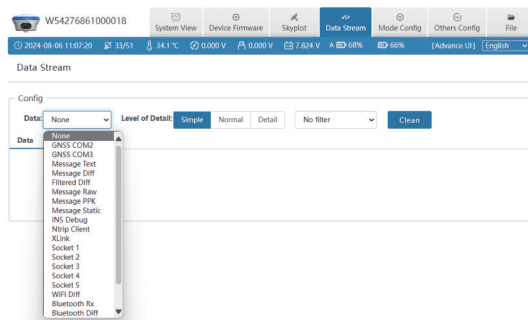 WS4276861000018
System View
Device Firmware
Skyplot
Data Stream
Mode Config
Others Config
File
2024-08-06 11:07:20 33/51 34.1 °C 0.000 V 0.000 V 7.824 V A 68% 66% [Advance UI] English
Data Stream
Config
Data: None Level of Detail: Simple Normal Detail No filter Clean
Data
None
GNSS COM2
GNSS COM3
Message Text
Message Diff
Filtered Diff
Message Raw
Message PPK
Message Static
INS Debug
Ntrip Client
XLink
Socket 1
Socket 2
Socket 3
Socket 4
Socket 5
WIFI Diff
Bluetooth Rx
Bluetooth Diff